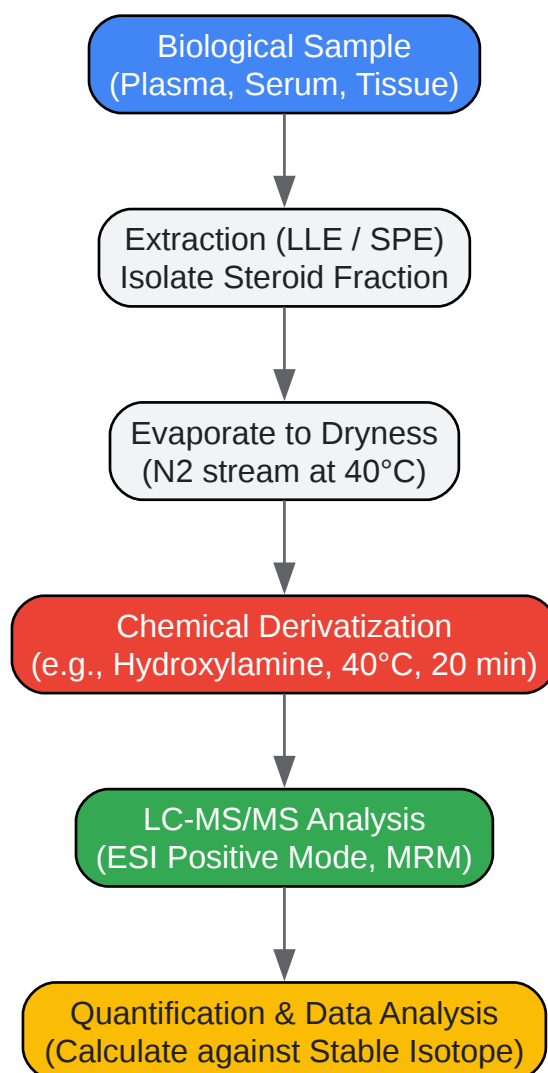 Biological Sample
(Plasma, Serum, Tissue)
Extraction (LLE / SPE)
Isolate Steroid Fraction
Evaporate to Dryness
(N2 stream at 40°C)
Chemical Derivatization
(e.g., Hydroxylamine, 40°C, 20 min)
LC-MS/MS Analysis
(ESI Positive Mode, MRM)
Quantification & Data Analysis
(Calculate against Stable Isotope)